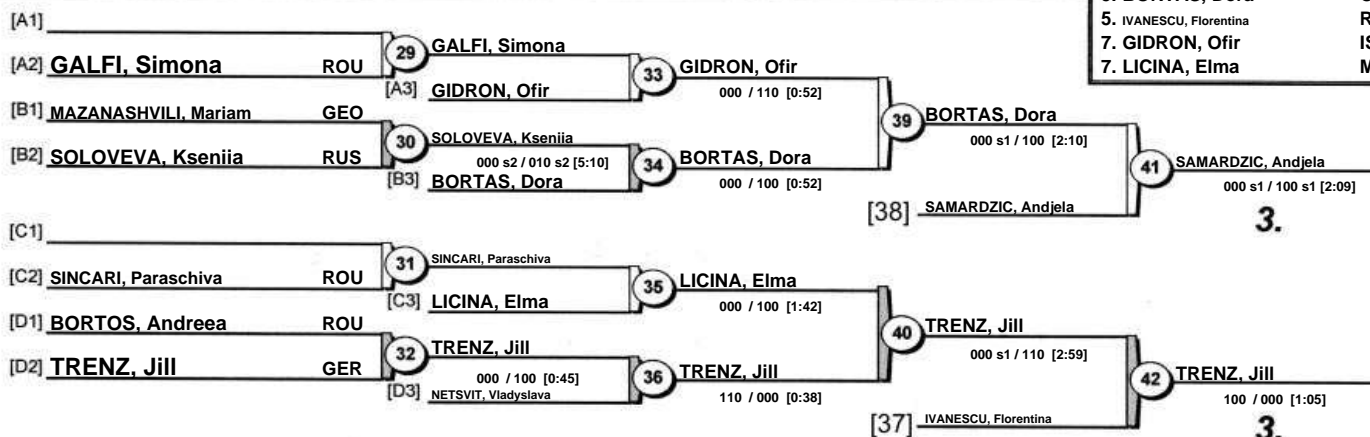 5. IVANESCU, Florentina R
7. GIDRON, Ofir IS
7. LICINA, Elma M
[A1]
[A2] GALFI, Simona ROU
29 GALFI, Simona
[A3] GIDRON, Ofir
33 GIDRON, Ofir
000 / 110 [0:52]
[B1] MAZANASHVILI, Mariam GEO
[B2] SOLOVEVA, Kseniia RUS
30 SOLOVEVA, Kseniia
000 s2 / 010 s2 [5:10]
[B3] BORTAS, Dora
34 BORTAS, Dora
000 / 100 [0:52]
39 BORTAS, Dora
000 s1 / 100 [2:10]
[38] SAMARDZIC, Andjela
41 SAMARDZIC, Andjela
000 s1 / 100 s1 [2:09]
3.
[C1]
[C2] SINCARI, Paraschiva ROU
31 SINCARI, Paraschiva
[C3] LICINA, Elma
35 LICINA, Elma
000 / 100 [1:42]
[D1] BORTOS, Andreea ROU
[D2] TRENZ, Jill GER
32 TRENZ, Jill
000 / 100 [0:45]
[D3] NETSVIT, Vladyslava
36 TRENZ, Jill
110 / 000 [0:38]
40 TRENZ, Jill
000 s1 / 110 [2:59]
[37] IVANESCU, Florentina
42 TRENZ, Jill
100 / 000 [1:05]
3.